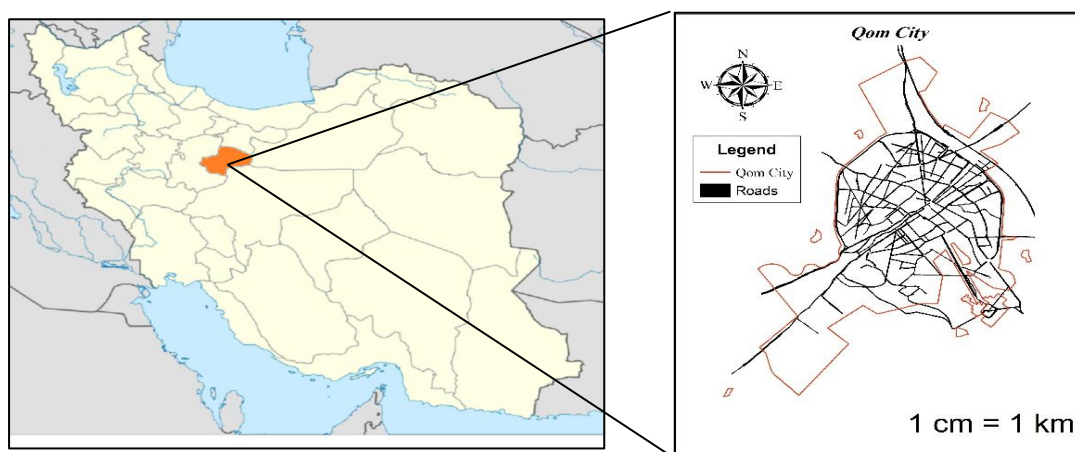 Qom City
N
W E
S
Legend
Qom City
Roads
1 cm = 1 km